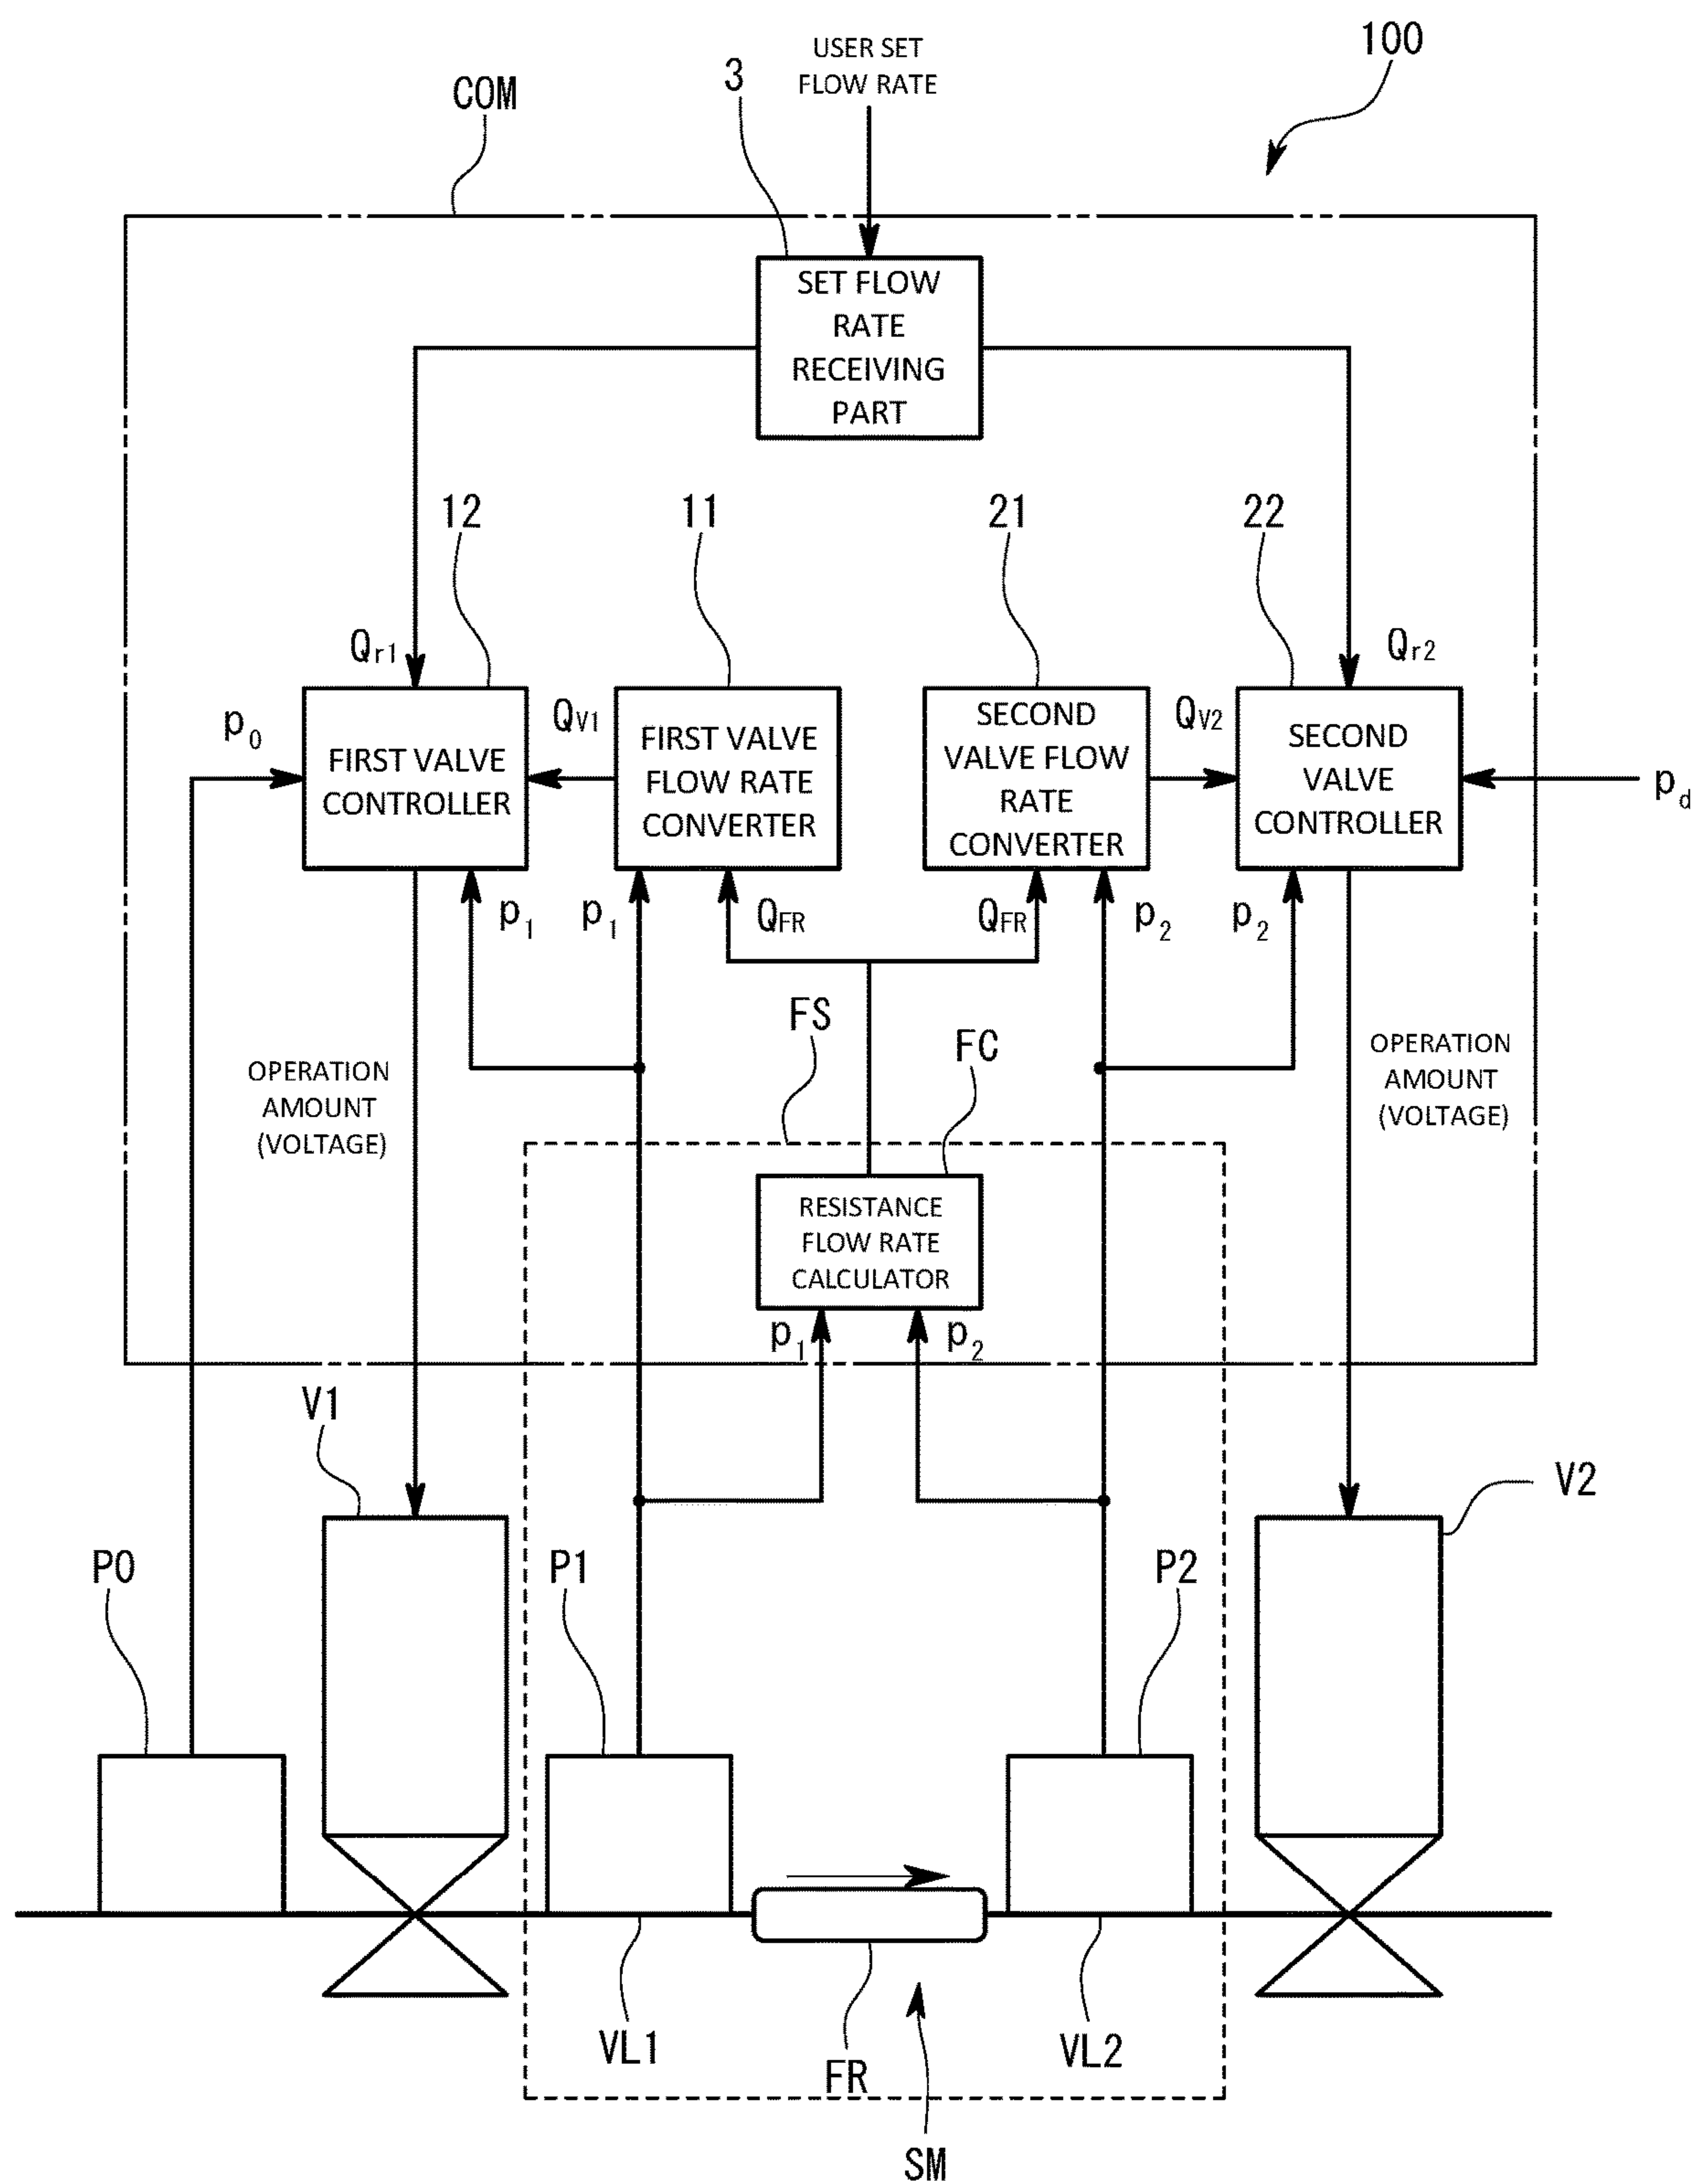 USER SET
FLOW RATE
100
3
COM
SET FLOW
RATE
RECEIVING
PART
12
11
21
22
Qr1
Qr2
p0
QV1
QV2
FIRST VALVE
CONTROLLER
FIRST VALVE
FLOW RATE
CONVERTER
SECOND
VALVE FLOW
RATE
CONVERTER
SECOND
VALVE
CONTROLLER
pd
p1
p1
QFR
QFR
p2
p2
FS
FC
OPERATION
AMOUNT
(VOLTAGE)
OPERATION
AMOUNT
(VOLTAGE)
RESISTANCE
FLOW RATE
CALCULATOR
p1
p2
V1
V2
P0
P1
P2
VL1
FR
VL2
SM